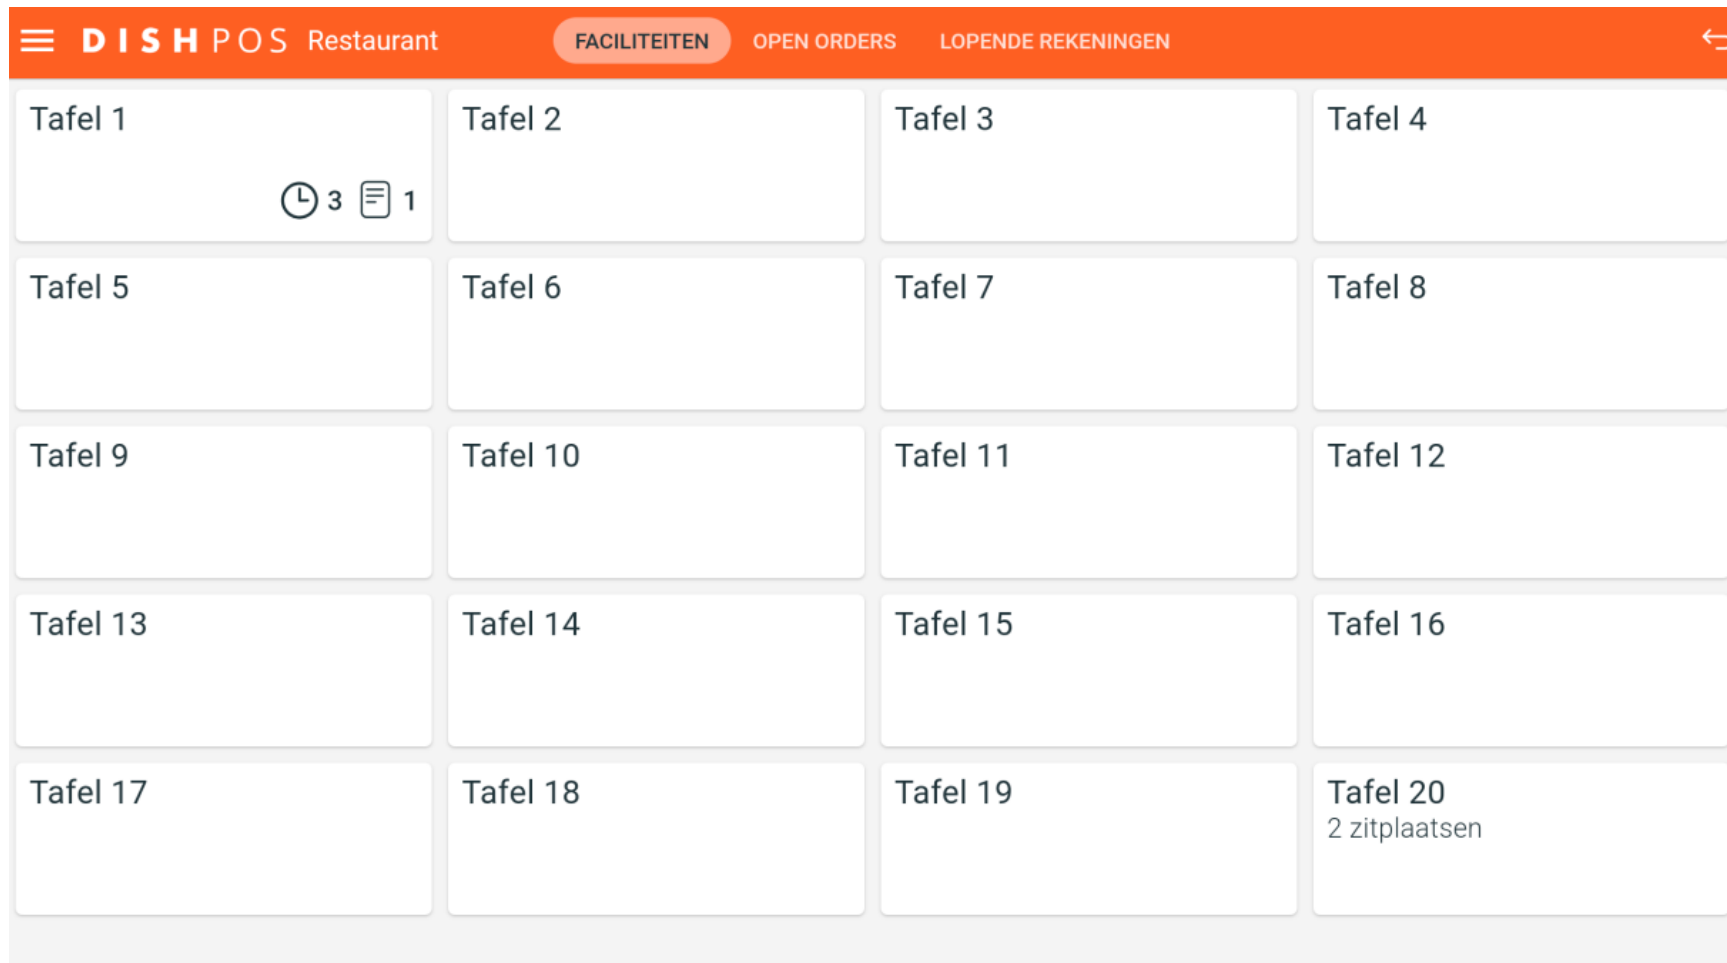 DISH POS Restaurant FACILITEITEN OPEN ORDERS LOPENDE REKENINGEN
Tafel 1 Tafel 2 Tafel 3 Tafel 4
3 1
Tafel 5 Tafel 6 Tafel 7 Tafel 8
Tafel 9 Tafel 10 Tafel 11 Tafel 12
Tafel 13 Tafel 14 Tafel 15 Tafel 16
Tafel 17 Tafel 18 Tafel 19 Tafel 20
2 zitplaatsen